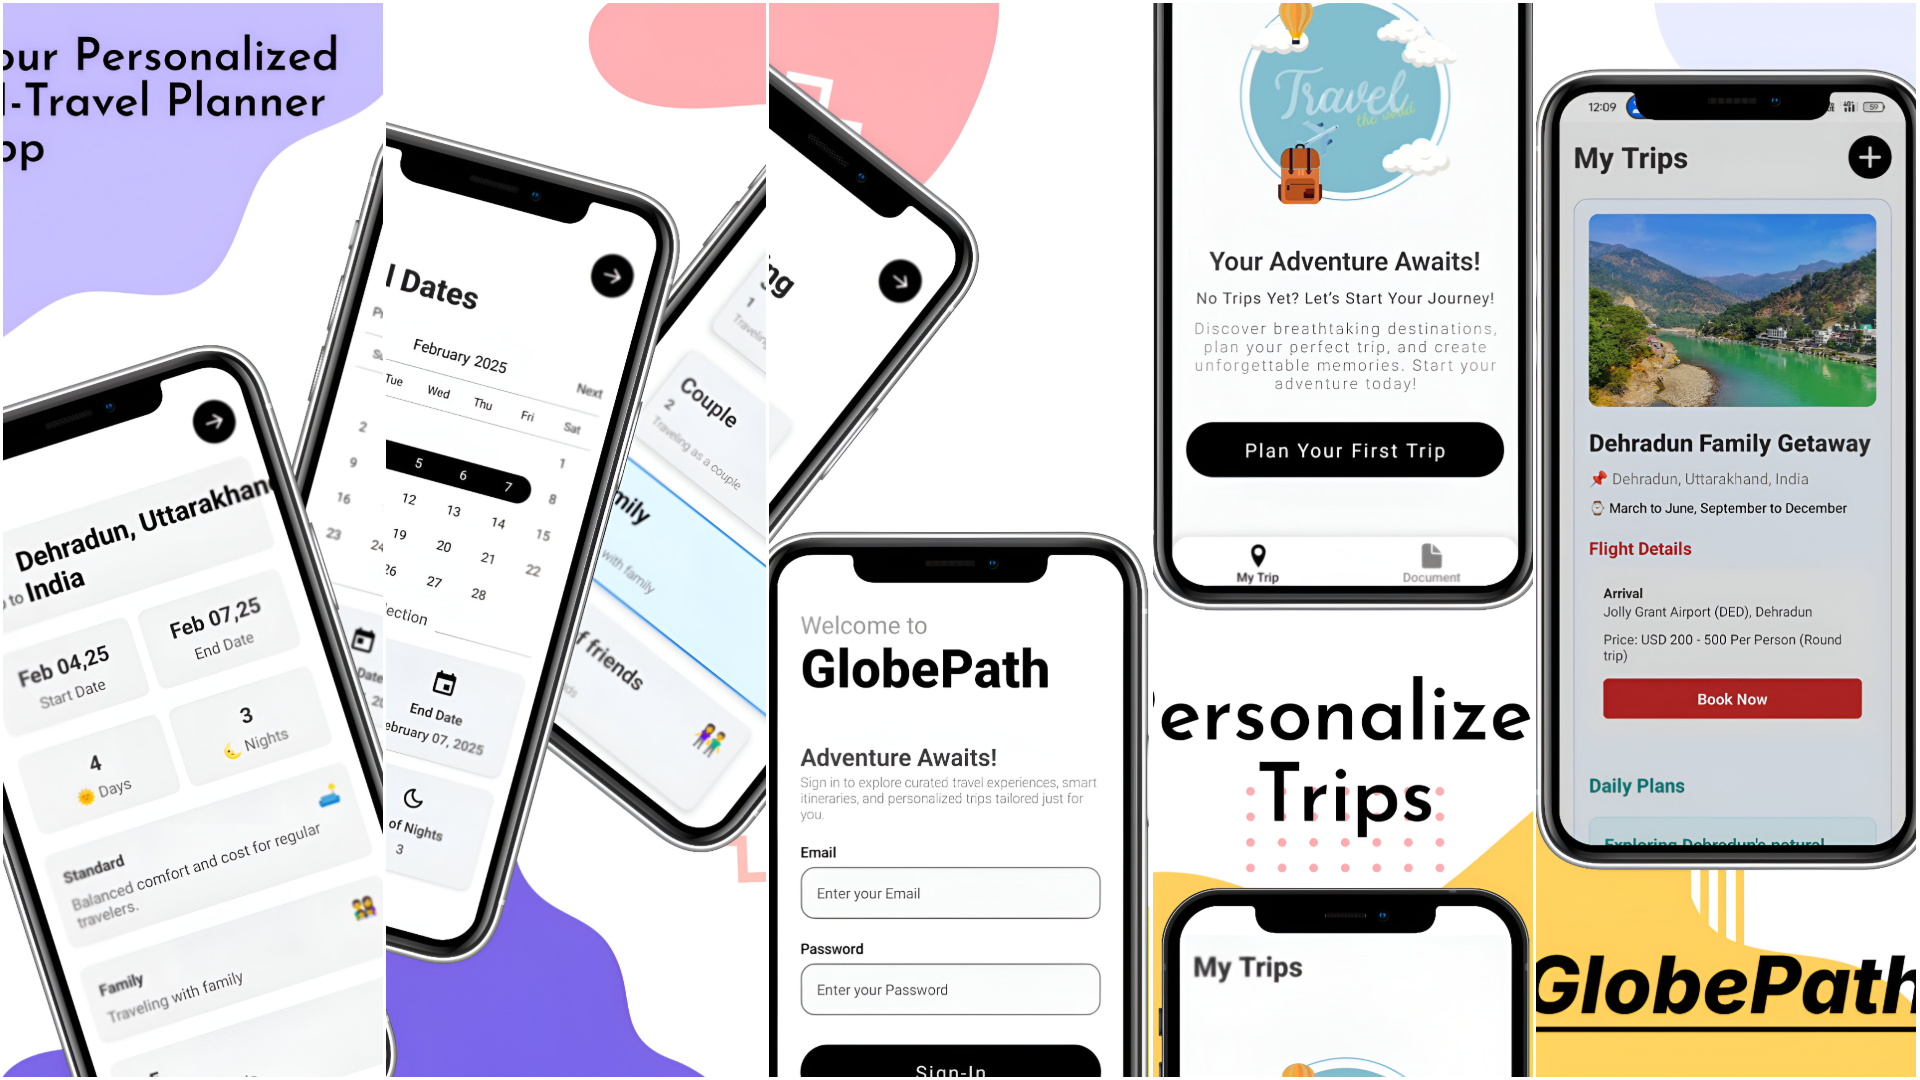 our Personalized
I-Travel Planner
pp
Dehradun, Uttarakhand
to India
Feb 04,25
Start Date
Feb 07,25
End Date
4
Days
3
Nights
Standard
Balanced comfort and cost for regular
travelers.
Family
Traveling with family
l Dates
February 2025
Next
Tue Wed Thu Fri Sat
1
2 5 6 7 8
9 12 13 14 15
16 19 20 21 22
23 24 26 27 28
lection
Date
End Date
ebruary 07, 2025
of Nights
3
ng
1
Traveling
Couple
2
Traveling as a couple
mily
with family
f friends
ds
Welcome to
GlobePath
Adventure Awaits!
Sign in to explore curated travel experiences, smart
itineraries, and personalized trips tailored just for
you.
Email
Enter your Email
Password
Enter your Password
Sign-In
Travel
the world
Your Adventure Awaits!
No Trips Yet? Let's Start Your Journey!
Discover breathtaking destinations,
plan your perfect trip, and create
unforgettable memories. Start your
adventure today!
Plan Your First Trip
My Trip
Document
Personalize
Trips
My Trips
12:09
59
My Trips
Dehradun Family Getaway
Dehradun, Uttarakhand, India
March to June, September to December
Flight Details
Arrival
Jolly Grant Airport (DED), Dehradun
Price: USD 200 - 500 Per Person (Round
trip)
Book Now
Daily Plans
Exploring Dehradun's natural
GlobePath